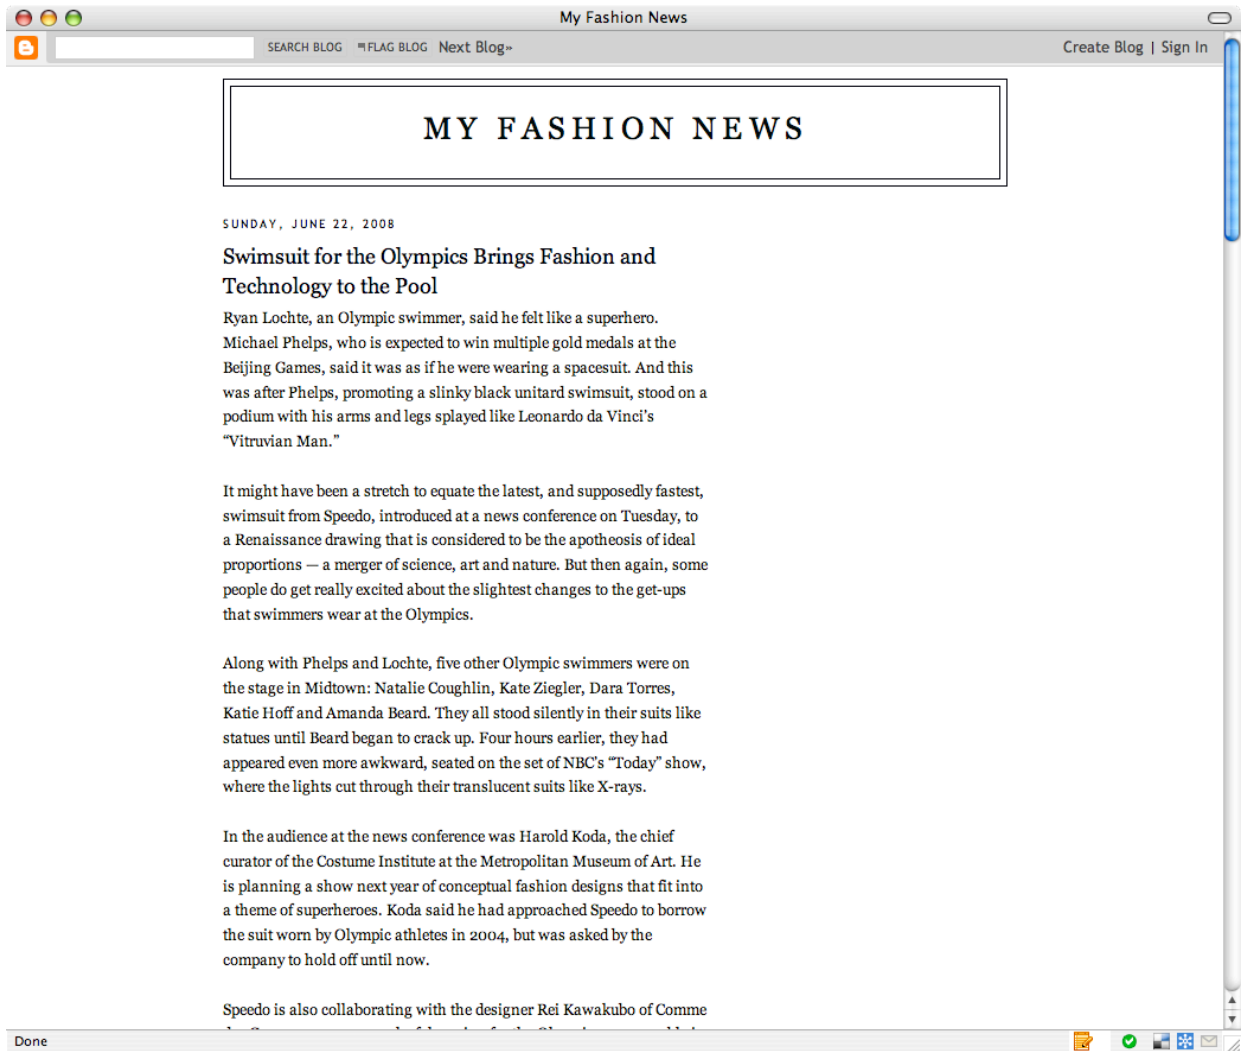 My Fashion News
SEARCH BLOG FLAG BLOG Next Blog» Create Blog | Sign In
MY FASHION NEWS
SUNDAY, JUNE 22, 2008
Swimsuit for the Olympics Brings Fashion and
Technology to the Pool
Ryan Lochte, an Olympic swimmer, said he felt like a superhero.
Michael Phelps, who is expected to win multiple gold medals at the
Beijing Games, said it was as if he were wearing a spacesuit. And this
was after Phelps, promoting a slinky black unitard swimsuit, stood on a
podium with his arms and legs splayed like Leonardo da Vinci's
“Vitruvian Man.”
It might have been a stretch to equate the latest, and supposedly fastest,
swimsuit from Speedo, introduced at a news conference on Tuesday, to
a Renaissance drawing that is considered to be the apotheosis of ideal
proportions — a merger of science, art and nature. But then again, some
people do get really excited about the slightest changes to the get-ups
that swimmers wear at the Olympics.
Along with Phelps and Lochte, five other Olympic swimmers were on
the stage in Midtown: Natalie Coughlin, Kate Ziegler, Dara Torres,
Katie Hoff and Amanda Beard. They all stood silently in their suits like
statues until Beard began to crack up. Four hours earlier, they had
appeared even more awkward, seated on the set of NBC's “Today” show,
where the lights cut through their translucent suits like X-rays.
In the audience at the news conference was Harold Koda, the chief
curator of the Costume Institute at the Metropolitan Museum of Art. He
is planning a show next year of conceptual fashion designs that fit into
a theme of superheroes. Koda said he had approached Speedo to borrow
the suit worn by Olympic athletes in 2004, but was asked by the
company to hold off until now.
Speedo is also collaborating with the designer Rei Kawakubo of Comme
Done